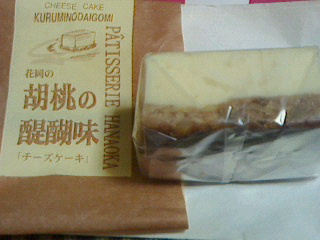 CHEESE CAKE
KURUMINODAIGOMI
花岡の
胡桃の
醍醐味
「チーズケーキ」
PÂTISSERIE HANAOKA